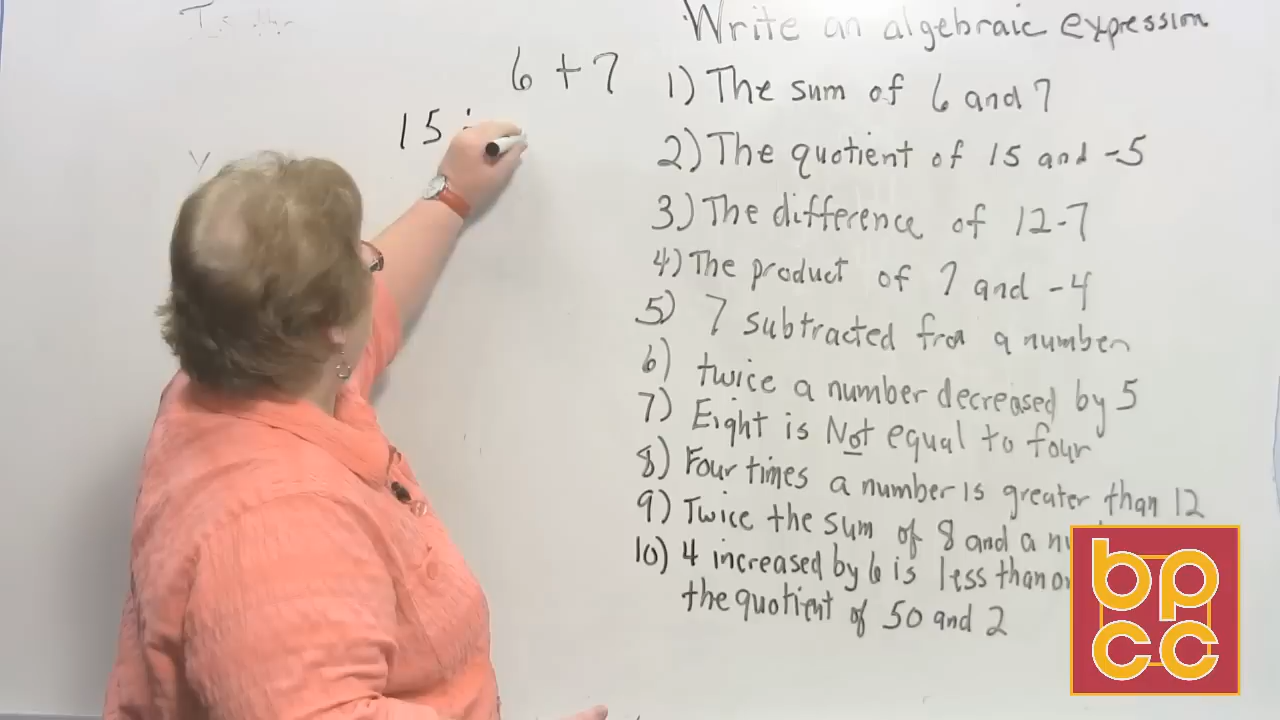 Write an algebraic expression
6 + 7
1) The sum of 6 and 7
15 ÷
2) The quotient of 15 and -5
3) The difference of 12-7
4) The product of 7 and -4
5) 7 subtracted from a number
6) twice a number decreased by 5
7) Eight is Not equal to four
8) Four times a number is greater than 12
9) Twice the sum of 8 and a
10) 4 increased by 6 is less than
the quotient of 50 and 2
bp
cc